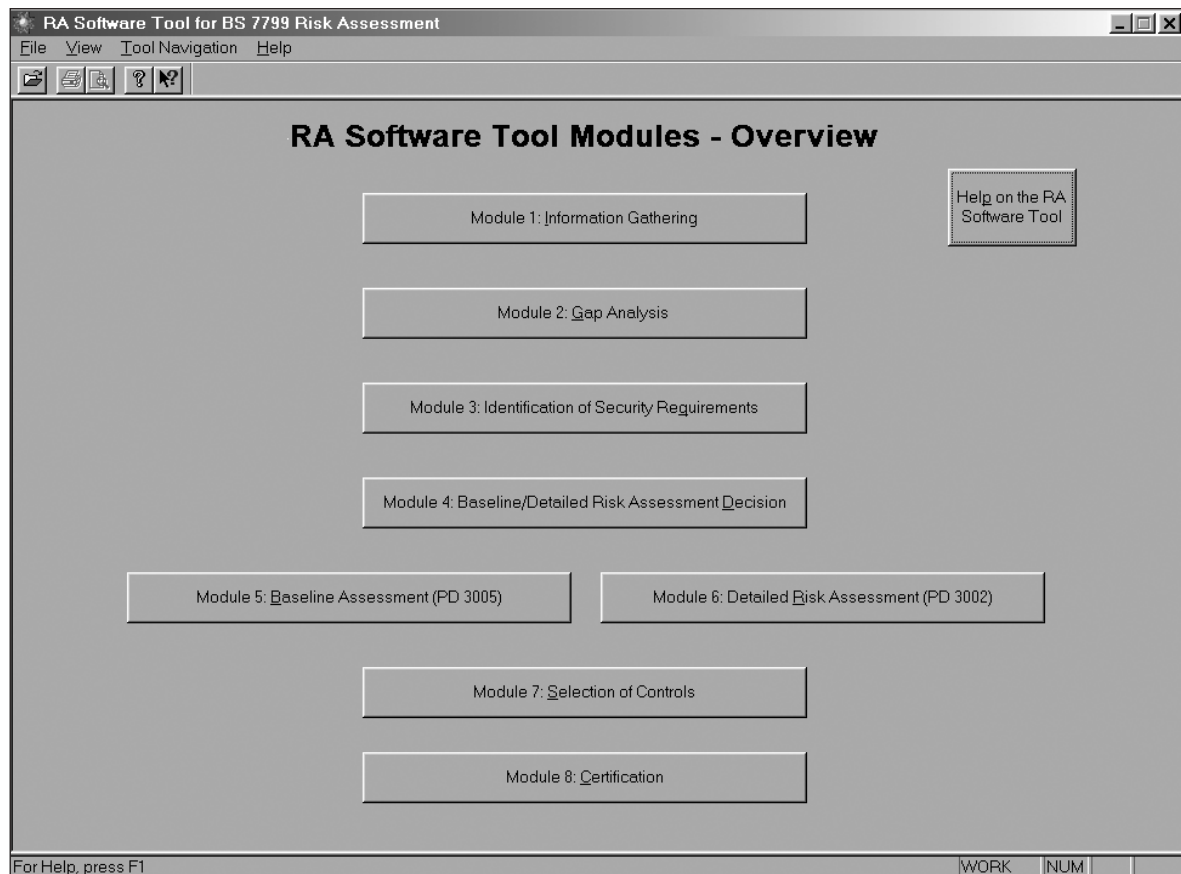 RA Software Tool for BS 7799 Risk Assessment
File View Tool Navigation Help
RA Software Tool Modules - Overview
Module 1: Information Gathering
Help on the RA
Software Tool
Module 2: Gap Analysis
Module 3: Identification of Security Requirements
Module 4: Baseline/Detailed Risk Assessment Decision
Module 5: Baseline Assessment (PD 3005)
Module 6: Detailed Risk Assessment (PD 3002)
Module 7: Selection of Controls
Module 8: Certification
For Help, press F1
WORK NUM